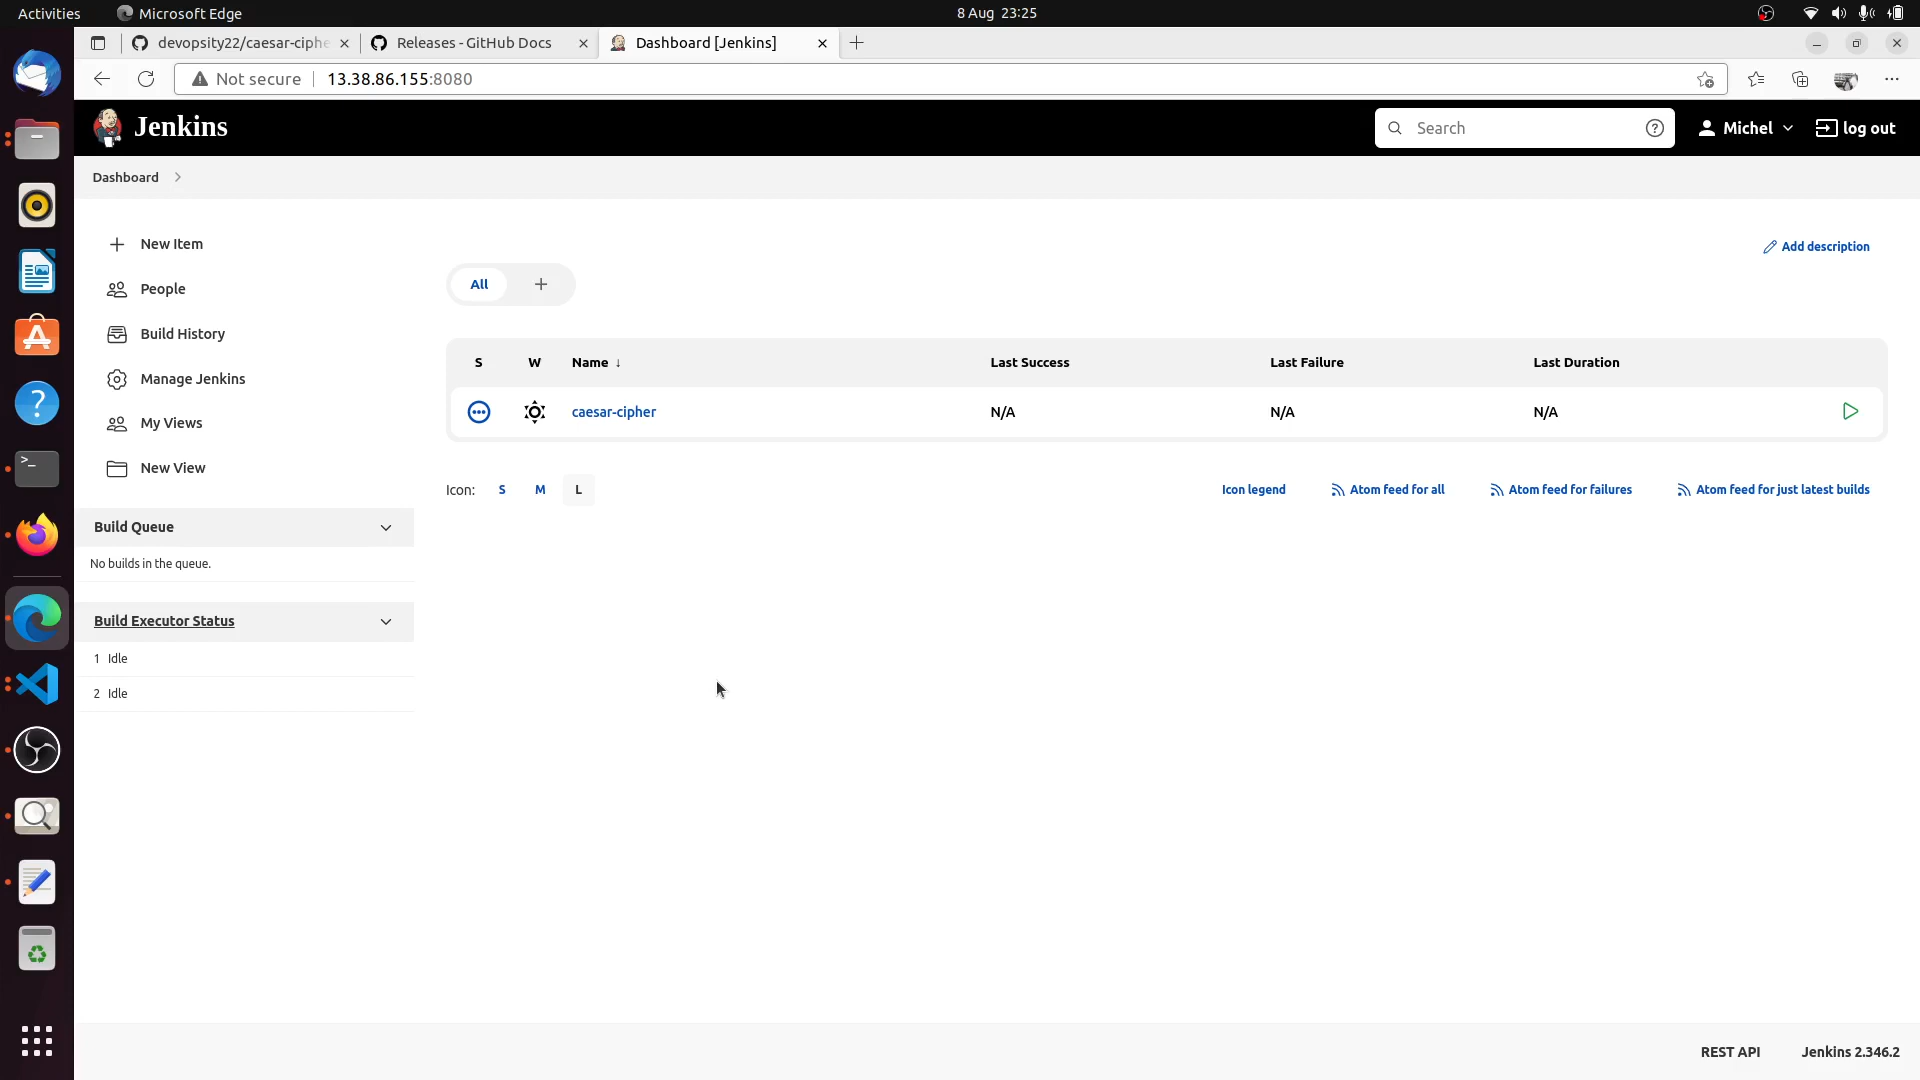 Activities
Microsoft Edge
8 Aug 23:25
devopsity22/caesar-ciphe
Releases - GitHub Docs
Dashboard [Jenkins]
Not secure
13.38.86.155:8080
Jenkins
Search
Michel
log out
Dashboard
New Item
People
Build History
Manage Jenkins
My Views
New View
Build Queue
No builds in the queue.
Build Executor Status
1 Idle
2 Idle
Add description
All +
S W Name ↓ Last Success Last Failure Last Duration
caesar-cipher N/A N/A N/A
Icon: S M L
Icon legend
Atom feed for all
Atom feed for failures
Atom feed for just latest builds
REST API
Jenkins 2.346.2